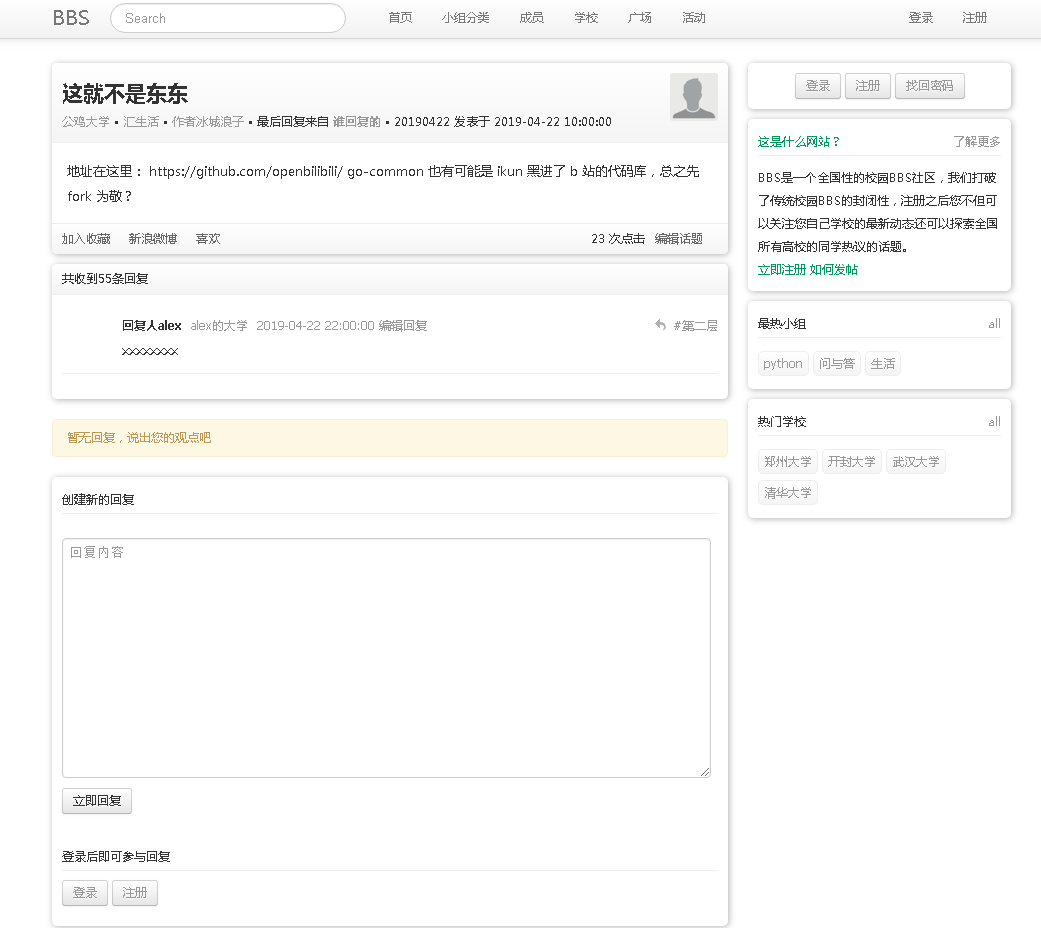 BBS Search 首页 小组分类 成员 学校 广场 活动 登录 注册
这就不是东东
公鸡大学 • 汇生活 • 作者冰城浪子 • 最后回复来自 谁回复的 • 20190422 发表于 2019-04-22 10:00:00
地址在这里： https://github.com/openbilibili/ go-common 也有可能是 ikun 黑进了 b 站的代码库，总之先
fork 为敬？
加入收藏 新浪微博 喜欢 23 次点击 编辑话题
共收到55条回复
回复人alex alex的大学 2019-04-22 22:00:00 编辑回复 #第二层
xxxxxxxx
暂无回复，说出您的观点吧
创建新的回复
回复内容
立即回复
登录后即可参与回复
登录 注册
登录 注册 找回密码
这是什么网站？ 了解更多
BBS是一个全国性的校园BBS社区，我们打破
了传统校园BBS的封闭性，注册之后您不但可
以关注您自己学校的最新动态还可以探索全国
所有高校的同学热议的话题。
立即注册 如何发帖
最热小组 all
python 问与答 生活
热门学校 all
郑州大学 开封大学 武汉大学
清华大学